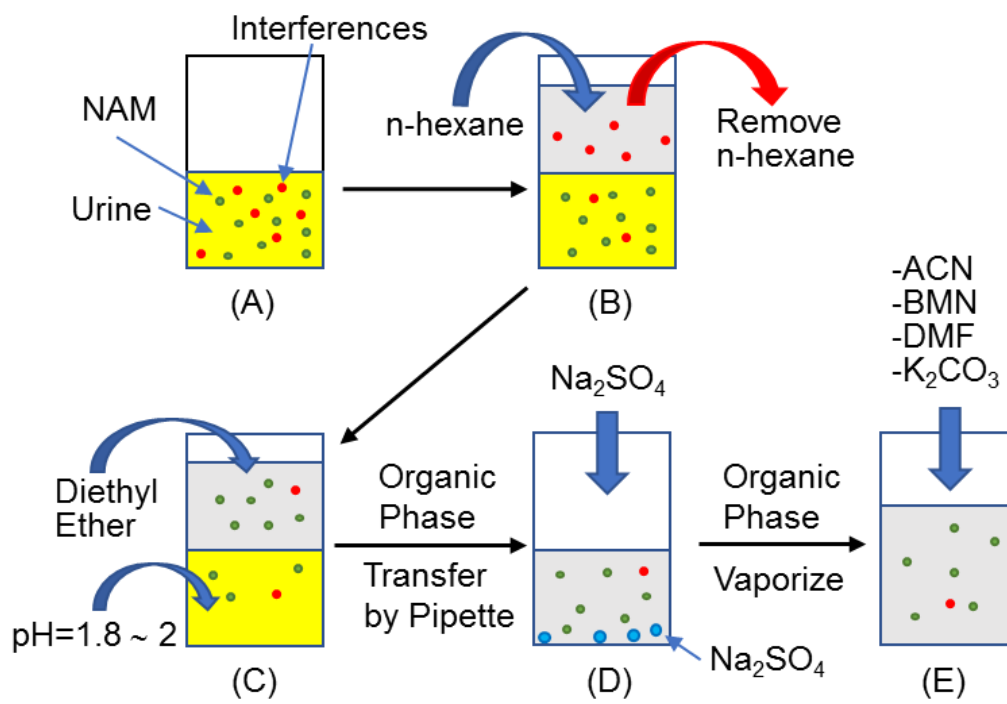 Interferences
NAM
Urine
(A)
n-hexane
Remove
n-hexane
(B)
Diethyl
Ether
pH=1.8 ~ 2
(C)
Organic
Phase
Transfer
by Pipette
Na₂SO₄
Na₂SO₄
(D)
Organic
Phase
Vaporize
-ACN
-BMN
-DMF
-K₂CO₃
(E)